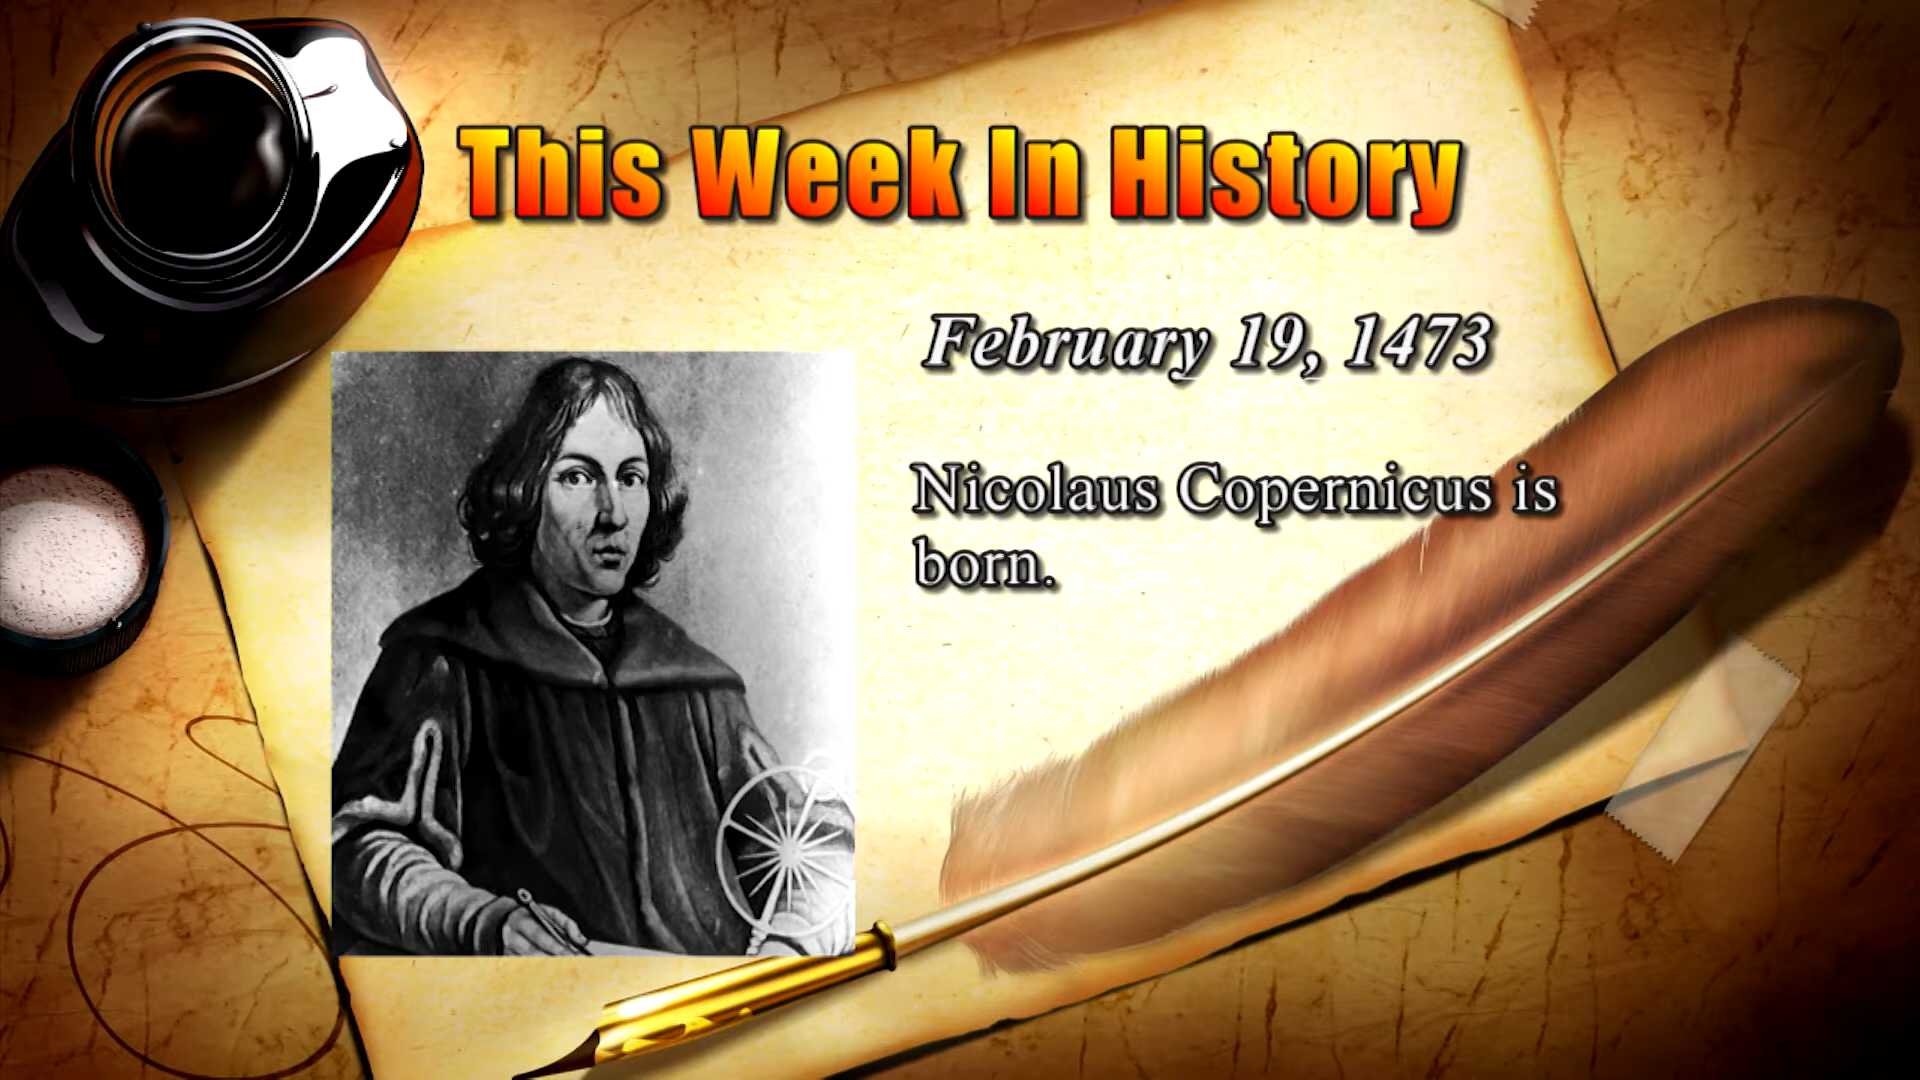 This Week In History
February 19, 1473
Nicolaus Copernicus is
born.